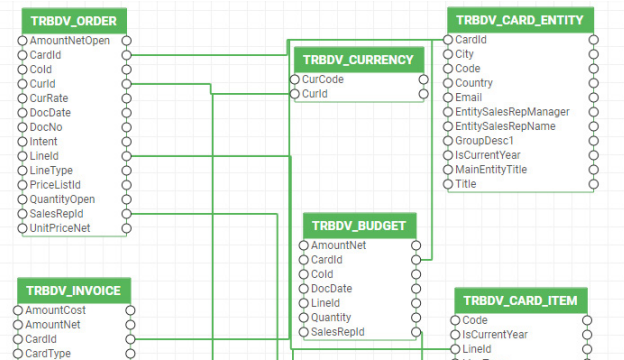 TRBDV_ORDER
AmountNetOpen
CardId
CoId
CurId
CurRate
DocDate
DocNo
Intent
LineId
LineType
PriceListId
QuantityOpen
SalesRepId
UnitPriceNet
TRBDV_CURRENCY
CurCode
CurId
TRBDV_CARD_ENTITY
CardId
City
Code
Country
Email
EntitySalesRepManager
EntitySalesRepName
GroupDesc1
IsCurrentYear
MainEntityTitle
Title
TRBDV_BUDGET
AmountNet
CardId
CoId
DocDate
LineId
Quantity
SalesRepId
TRBDV_INVOICE
AmountCost
AmountNet
CardId
CardType
TRBDV_CARD_ITEM
Code
IsCurrentYear
LineId